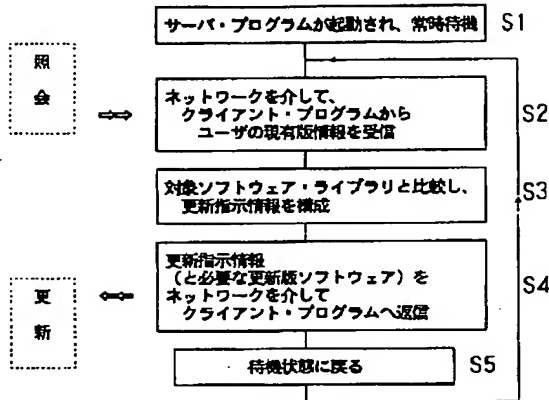 サーバ・プログラムが起動され、常時待機
S1
照
会
ネットワークを介して、
クライアント・プログラムから
ユーザの現有版情報を受信
S2
対象ソフトウェア・ライブラリと比較し、
更新指示情報を構成
S3
更新指示情報
(と必要な更新版ソフトウェア)を
ネットワークを介して
クライアント・プログラムへ返信
S4
更
新
待機状態に戻る
S5